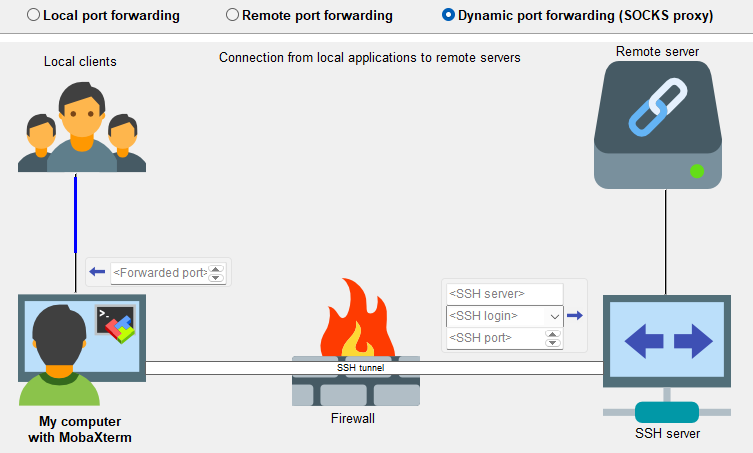 Local port forwarding
Remote port forwarding
Dynamic port forwarding (SOCKS proxy)
Local clients
Connection from local applications to remote servers
Remote server
<Forwarded port>
<SSH server>
<SSH login>
<SSH port>
>_
SSH tunnel
Firewall
My computer
with MobaXterm
SSH server